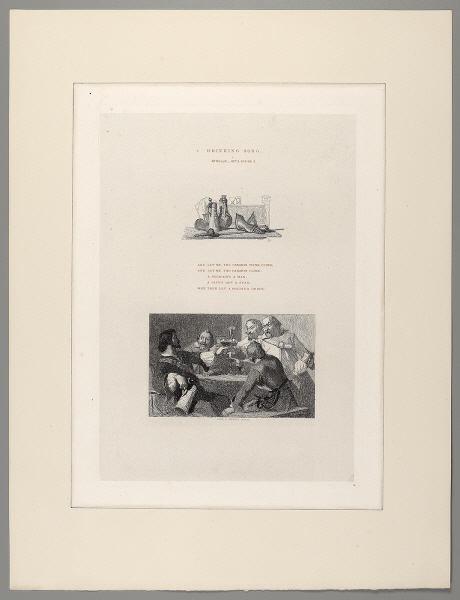 DRINKING SONG.
OTHELLO.
AND LET ME THE CANAKIN CLINK, CLINK,
AND LET ME THE CANAKIN CLINK:
A SOLDIER'S A MAN;
A LIFE'S BUT A SPAN;
WHY THEN LET A SOLDIER DRINK.